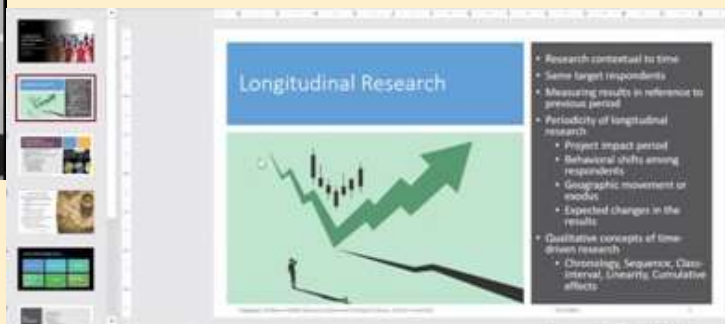 Longitudinal Research
• Research contextual to time
• Same target respondents
• Measuring results in reference to
previous period
• Periodicity of longitudinal
research
• Project impact period
• Behavioral shifts among
respondents
• Geographic movement or
exodus
• Expected changes in the
results
• Qualitative concepts of time-
driven research
• Chronology, Sequence, Class-
Interval, Linearity, Cumulative
effects